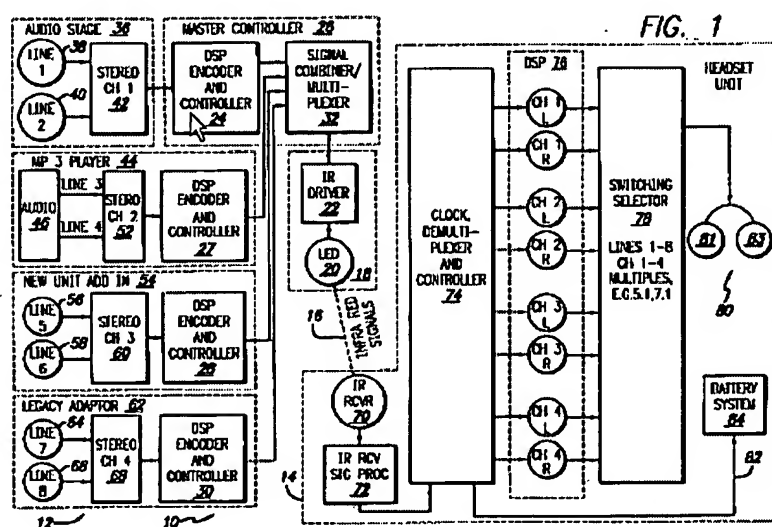 FIG. 1
AUDIO STAGE 36
LINE 1
38
LINE 2
40
STEREO CH 1 42
MASTER CONTROLLER 26
DSP ENCODER AND CONTROLLER 24
SIGNAL COMBINER/ MULTI- PLEXER 32
MP 3 PLAYER 44
AUDIO 46
LINE 3
LINE 4
STEREO CH 2 52
DSP ENCODER AND CONTROLLER 27
NEW UNIT ADD IN 54
LINE 5
56
LINE 6
58
STEREO CH 3 60
DSP ENCODER AND CONTROLLER 28
LEGACY ADAPTOR 62
LINE 7
64
LINE 8
66
STEREO CH 4 68
DSP ENCODER AND CONTROLLER 30
12
10
IR DRIVER 22
LED 20
18
16
INFRA RED SIGNALS
IR RCVR 70
IR RCV SIG PROC 72
14
CLOCK, DEMULTI- PLEXER AND CONTROLLER 74
DSP 76
CH 1 L
CH 1 R
CH 2 L
CH 2 R
CH 3 L
CH 3 R
CH 4 L
CH 4 R
SWITCHING SELECTOR 78
LINES 1-8 CH 1-4 MULTIPLES, E.G.5.1,7.1
HEADSET UNIT
81
83
80
BATTERY SYSTEM 84
82